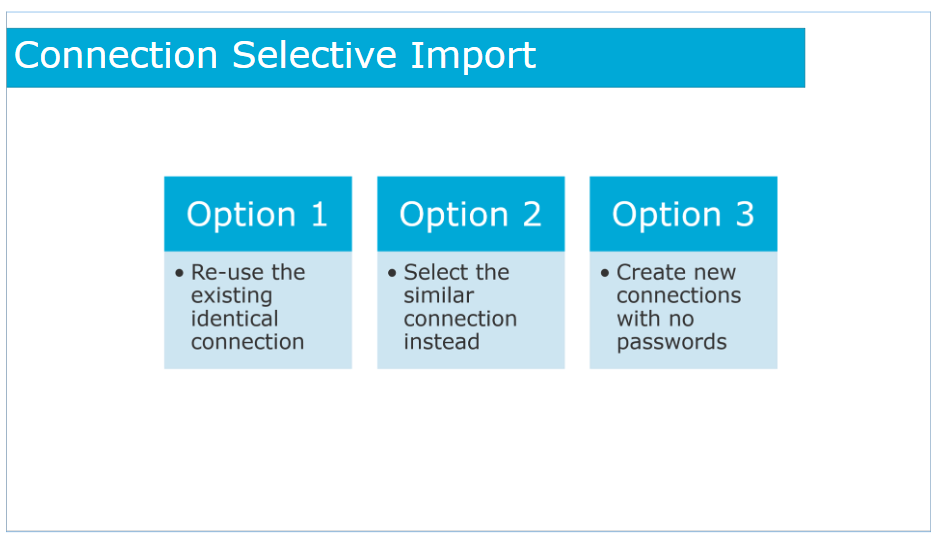 Connection Selective Import
Option 1
• Re-use the
existing
identical
connection
Option 2
• Select the
similar
connection
instead
Option 3
• Create new
connections
with no
passwords